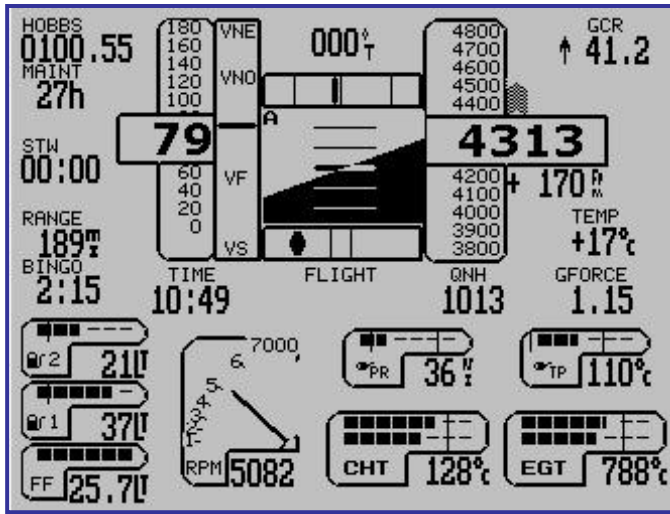 HOBBS
0100.55
MAINT
27h
STW
00:00
RANGE
189
BINGO
2:15
180
160
140
120
100
79
60
40
20
0
VNE
VNO
VF
VS
000°T
A
4800
4700
4600
4500
4400
4313
4200
4100
4000
3900
3800
GCR
41.2
+ 170
TEMP
+17°c
TIME
10:49
FLIGHT
QNH
1013
GFORCE
1.15
2
21
1
37
FF
25.7
7000
6
5
4
3
2
1
RPM
5082
PR
36
TP
110°c
CHT
128°c
EGT
788°c